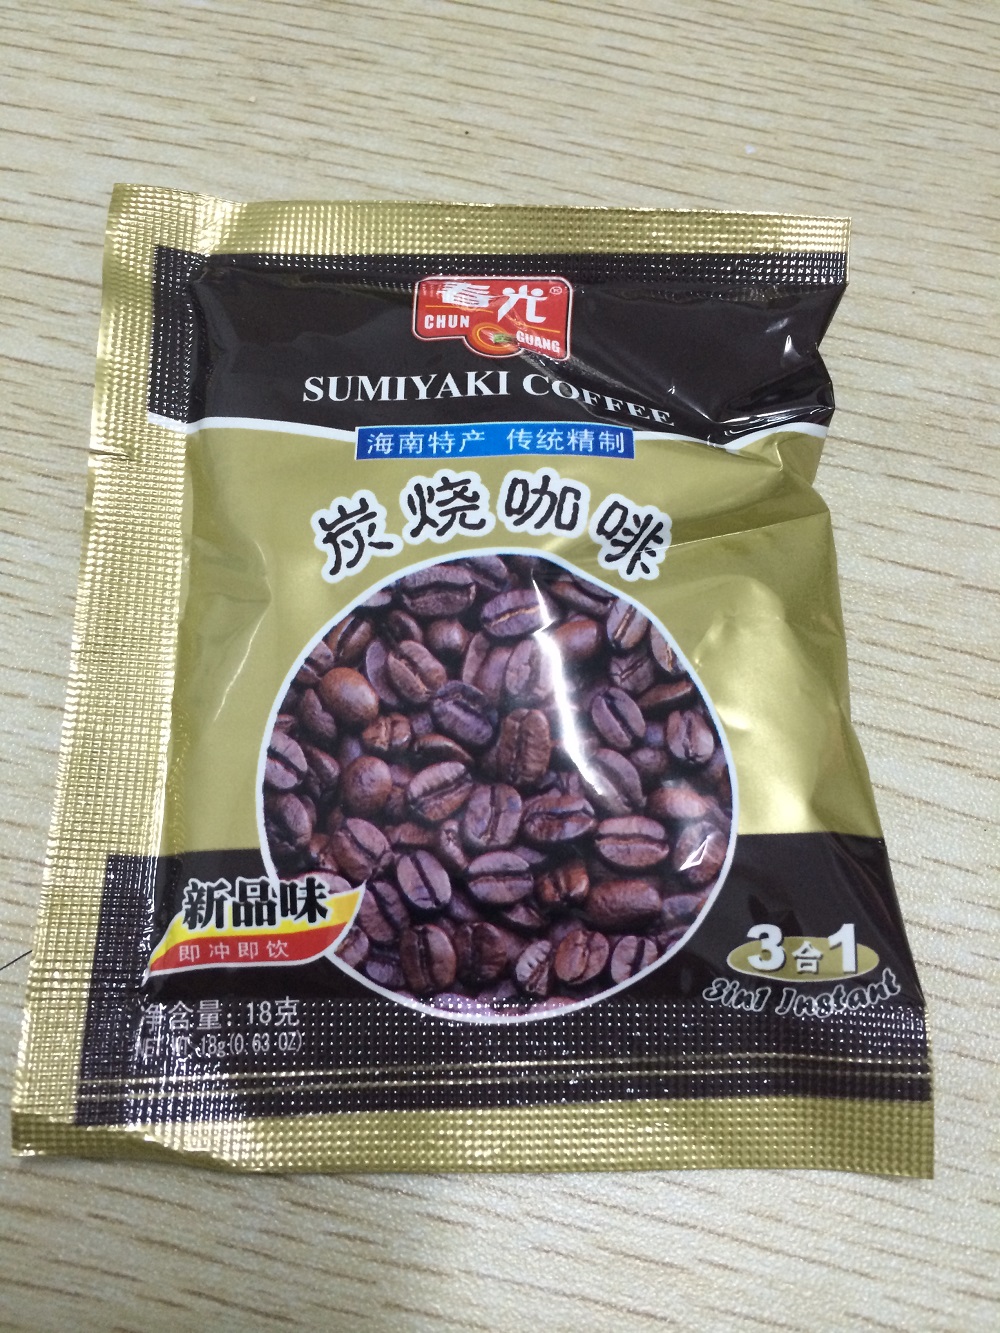 春光®
CHUN GUANG
SUMIYAKI COFFEE
海南特产 传统精制
炭烧咖啡
新品味
即冲即饮
3合1
3in1 Instant
净含量:18克
NET WT.18g(0.63 OZ)